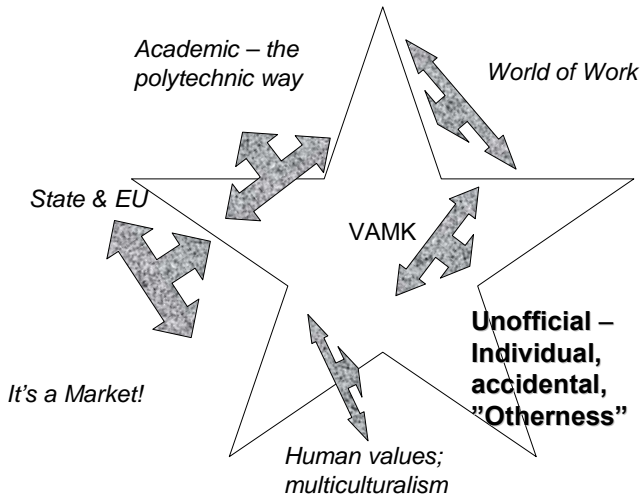 Academic – the
polytechnic way
World of Work
State & EU
VAMK
Unofficial –
Individual,
accidental,
”Otherness”
It’s a Market!
Human values;
multiculturalism